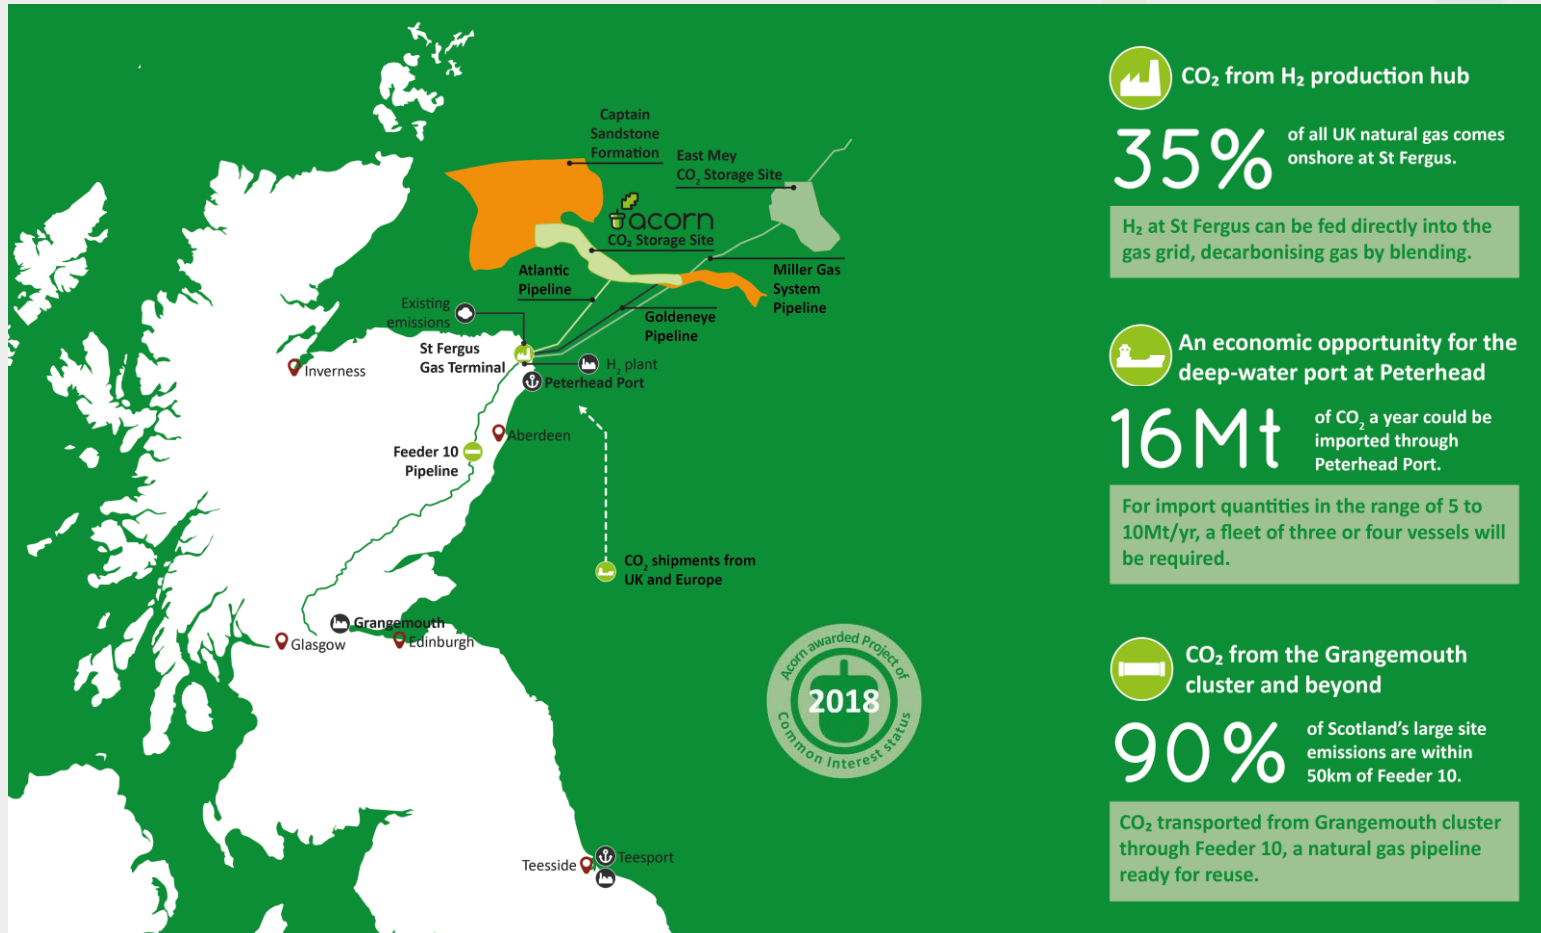 Captain
Sandstone
Formation
East Mey
CO₂ Storage Site
acorn
CO₂ Storage Site
Atlantic
Pipeline
Miller Gas
System
Pipeline
Existing
emissions
Goldeneye
Pipeline
St Fergus
Gas Terminal
H₂ plant
Peterhead Port
Inverness
Aberdeen
Feeder 10
Pipeline
CO₂ shipments from
UK and Europe
Grangemouth
Glasgow
Edinburgh
Teesside
Teesport
Acorn awarded Project of
2018
Common Interest status
CO₂ from H₂ production hub
35%
of all UK natural gas comes
onshore at St Fergus.
H₂ at St Fergus can be fed directly into the
gas grid, decarbonising gas by blending.
An economic opportunity for the
deep-water port at Peterhead
16Mt
of CO₂ a year could be
imported through
Peterhead Port.
For import quantities in the range of 5 to
10Mt/yr, a fleet of three or four vessels will
be required.
CO₂ from the Grangemouth
cluster and beyond
90%
of Scotland's large site
emissions are within
50km of Feeder 10.
CO₂ transported from Grangemouth cluster
through Feeder 10, a natural gas pipeline
ready for reuse.